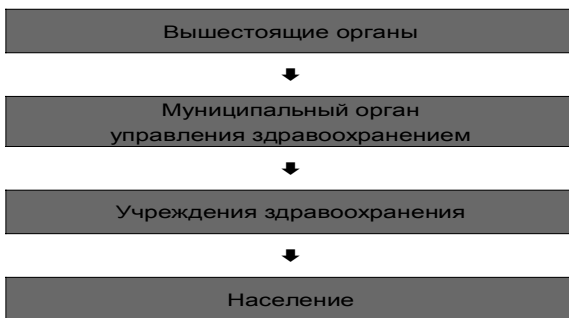 Вышестоящие органы
Муниципальный орган
управления здравоохранением
Учреждения здравоохранения
Население